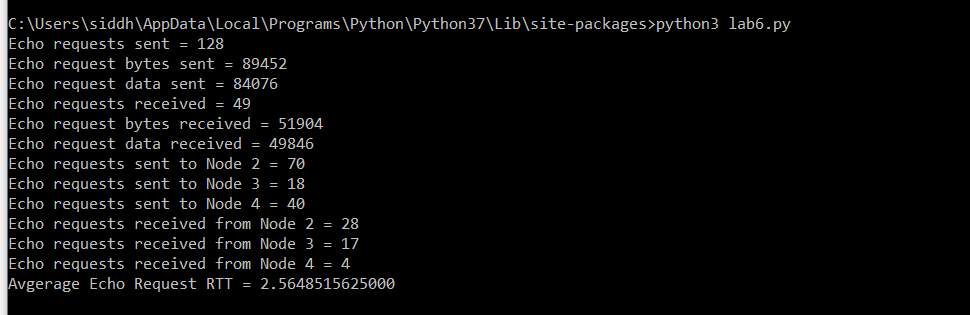 C:\Users\siddh\AppData\Local\Programs\Python\Python37\Lib\site-packages>python3 lab6.py
Echo requests sent = 128
Echo request bytes sent = 89452
Echo request data sent = 84076
Echo requests received = 49
Echo request bytes received = 51904
Echo request data received = 49846
Echo requests sent to Node 2 = 70
Echo requests sent to Node 3 = 18
Echo requests sent to Node 4 = 40
Echo requests received from Node 2 = 28
Echo requests received from Node 3 = 17
Echo requests received from Node 4 = 4
Avgerage Echo Request RTT = 2.5648515625000